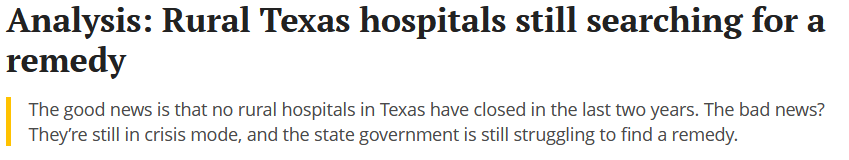 Analysis: Rural Texas hospitals still searching for a
remedy
The good news is that no rural hospitals in Texas have closed in the last two years. The bad news?
They’re still in crisis mode, and the state government is still struggling to find a remedy.